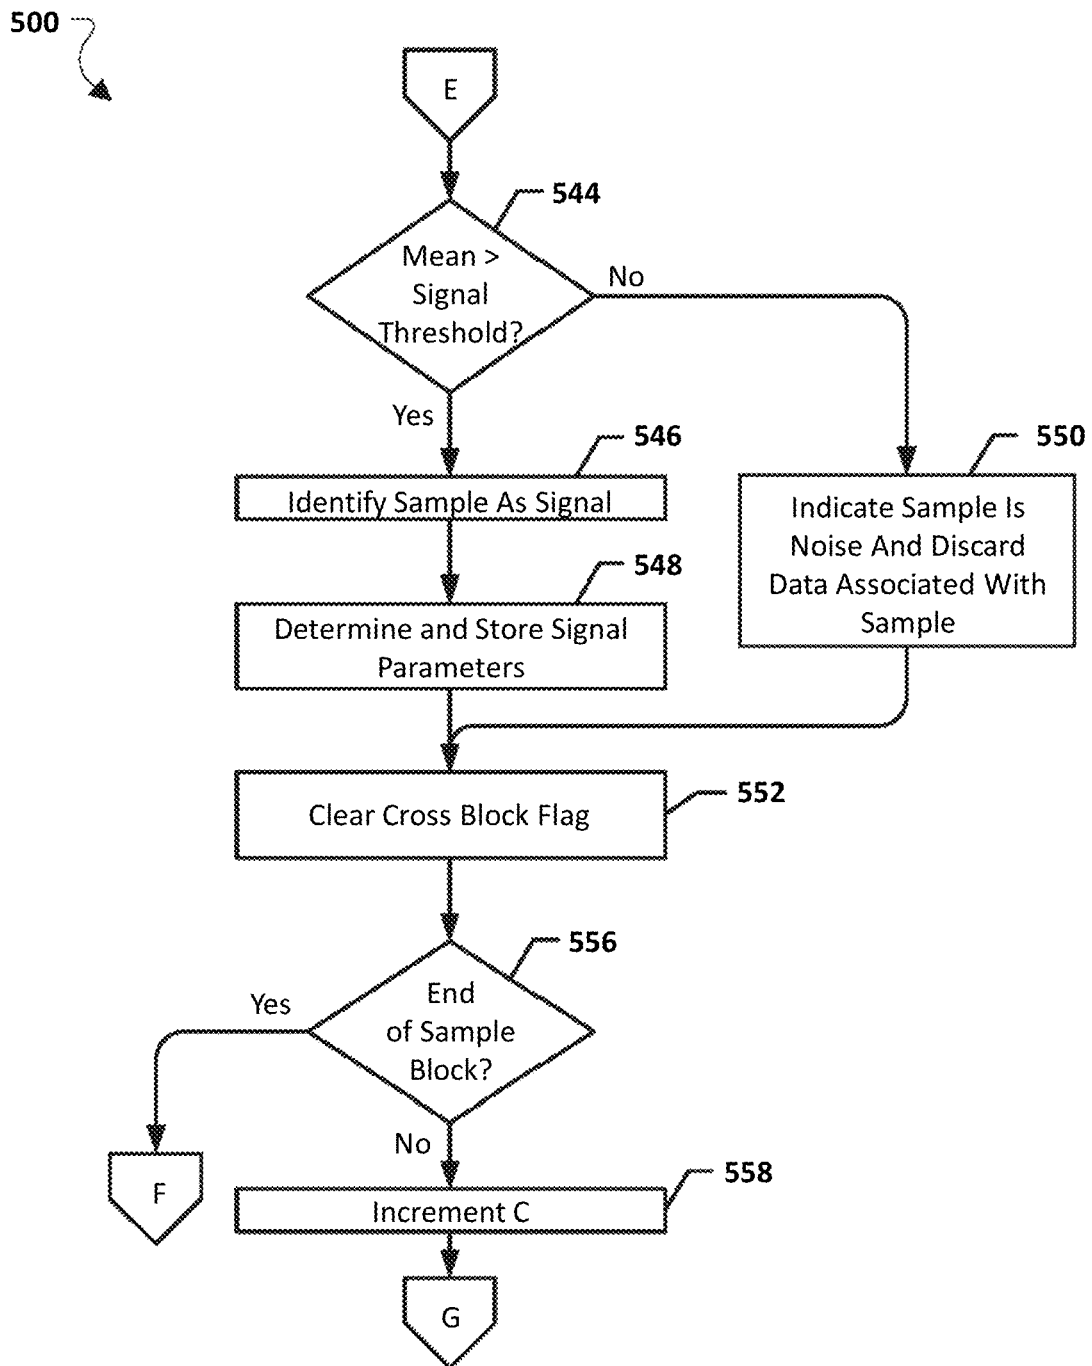 500
E
544
Mean >
Signal
Threshold?
No
Yes
546
550
Identify Sample As Signal
Indicate Sample Is
Noise And Discard
Data Associated With
Sample
548
Determine and Store Signal
Parameters
552
Clear Cross Block Flag
556
End
of Sample
Block?
Yes
No
F
558
Increment C
G